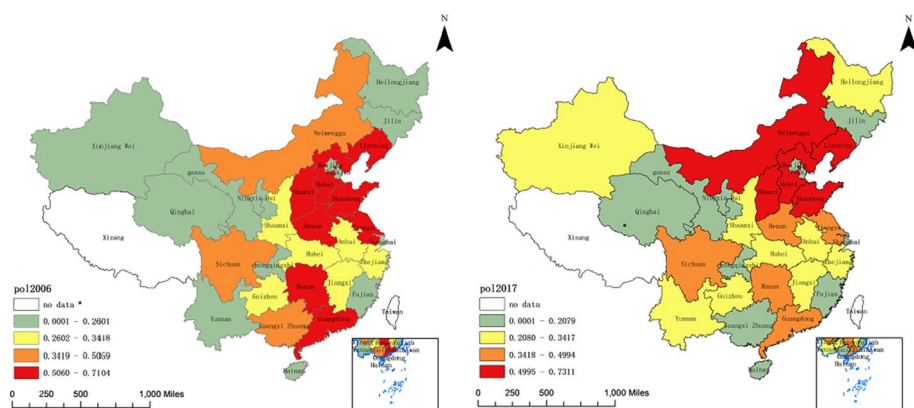 N
Heilongjiang
Jilin
Xinjiang Wei
Neimengu
Liaoning
gansu
Beijing
Hebei
Shanxi
Shandong
Qinghai
Ningxia Hui
Shaanxi
Henan
Jiangsu
Xizang
Anhui
Shanghai
Sichuan
chongqingshi
Hubei
Zhejiang
Hunan
Jiangxi
Guizhou
Fujian
Yunnan
Guangxi Zhuang
Guangdong
Taiwan
Hainan
pol2006
no data
0.0001 - 0.2601
0.2602 - 0.3418
0.3419 - 0.5059
0.5060 - 0.7104
0 250 500 1,000 Miles
N
Heilongjiang
Jilin
Xinjiang Wei
Neimengu
Liaoning
gansu
Shanxi
Hebei
Shandong
Qinghai
Ningxia Hui
Shaanxi
Henan
Jiangsu
Xizang
Anhui
Shanghai
Sichuan
chongqingshi
Hubei
Zhejiang
Hunan
Jiangxi
Guizhou
Fujian
Yunnan
Guangxi Zhuang
Guangdong
Taiwan
Hainan
pol2017
no data
0.0001 - 0.2079
0.2080 - 0.3417
0.3418 - 0.4994
0.4995 - 0.7311
0 250 500 1,000 Miles